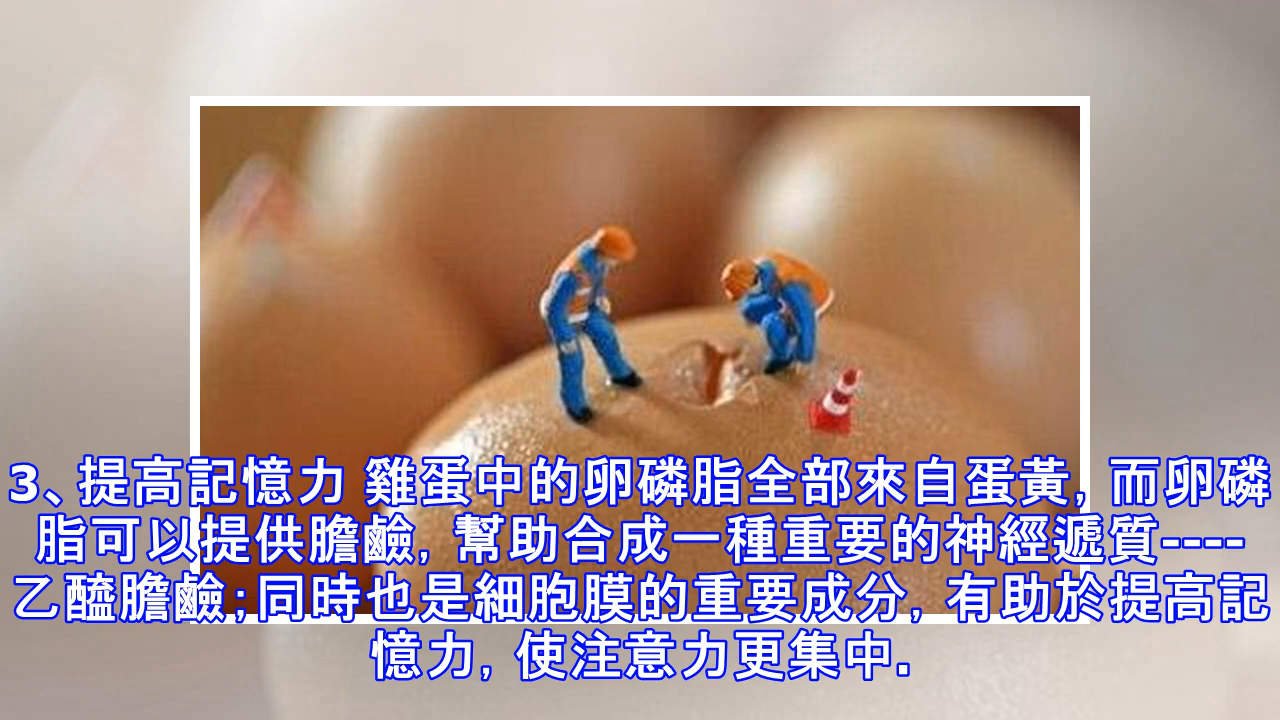 3、提高記憶力 雞蛋中的卵磷脂全部來自蛋黃, 而卵磷
脂可以提供膽鹼, 幫助合成一種重要的神經遞質----
乙醯膽鹼;同時也是細胞膜的重要成分, 有助於提高記
憶力, 使注意力更集中.